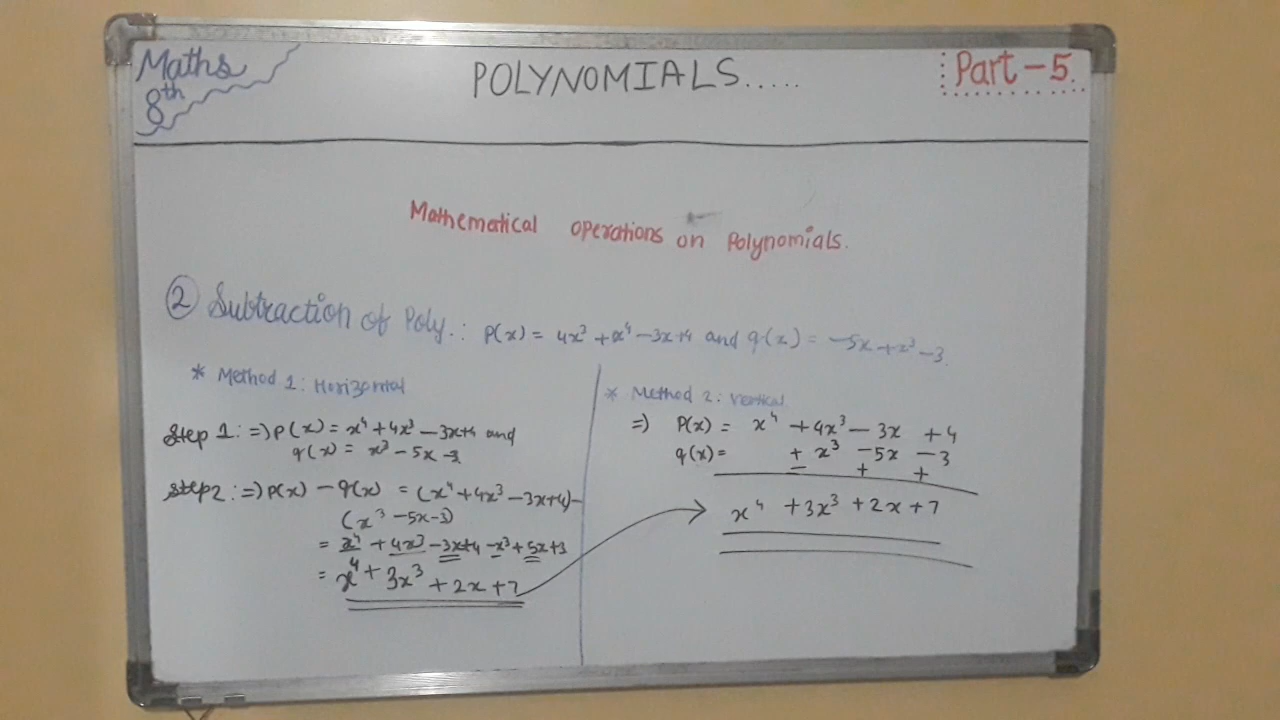 Maths
8th
POLYNOMIALS.....
Part-5.
Mathematical operations on Polynomials.
② Subtraction of Poly.: P(x) = 4x³ + x⁴ - 3x + 4 and q(x) = -5x + x³ - 3.
* Method 1: Horizontal
Step 1: => P(x) = x⁴ + 4x³ - 3x + 4 and
q(x) = x³ - 5x - 3
Step 2: => P(x) - q(x) = (x⁴ + 4x³ - 3x + 4) -
(x³ - 5x - 3)
= x⁴ + 4x³ - 3x + 4 - x³ + 5x + 3
= x⁴ + 3x³ + 2x + 7
* Method 2: Vertical
=> P(x) = x⁴ + 4x³ - 3x + 4
q(x) = + x³ - 5x - 3
- + +
x⁴ + 3x³ + 2x + 7